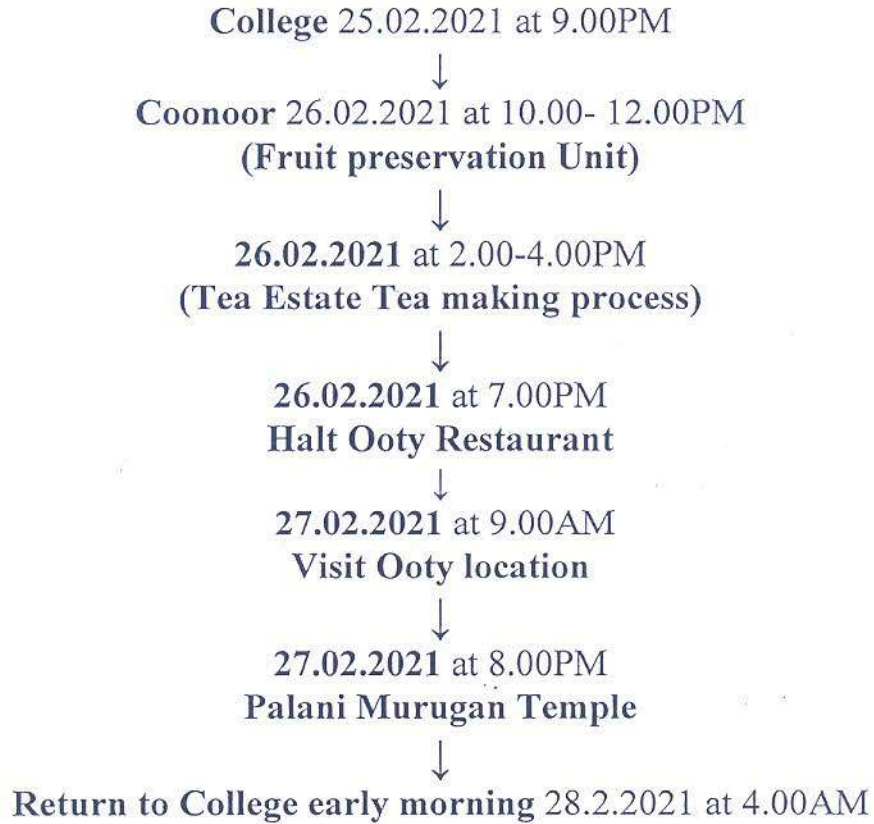 College 25.02.2021 at 9.00PM
↓
Coonoor 26.02.2021 at 10.00- 12.00PM
(Fruit preservation Unit)
↓
26.02.2021 at 2.00-4.00PM
(Tea Estate Tea making process)
↓
26.02.2021 at 7.00PM
Halt Ooty Restaurant
↓
27.02.2021 at 9.00AM
Visit Ooty location
↓
27.02.2021 at 8.00PM
Palani Murugan Temple
↓
Return to College early morning 28.2.2021 at 4.00AM